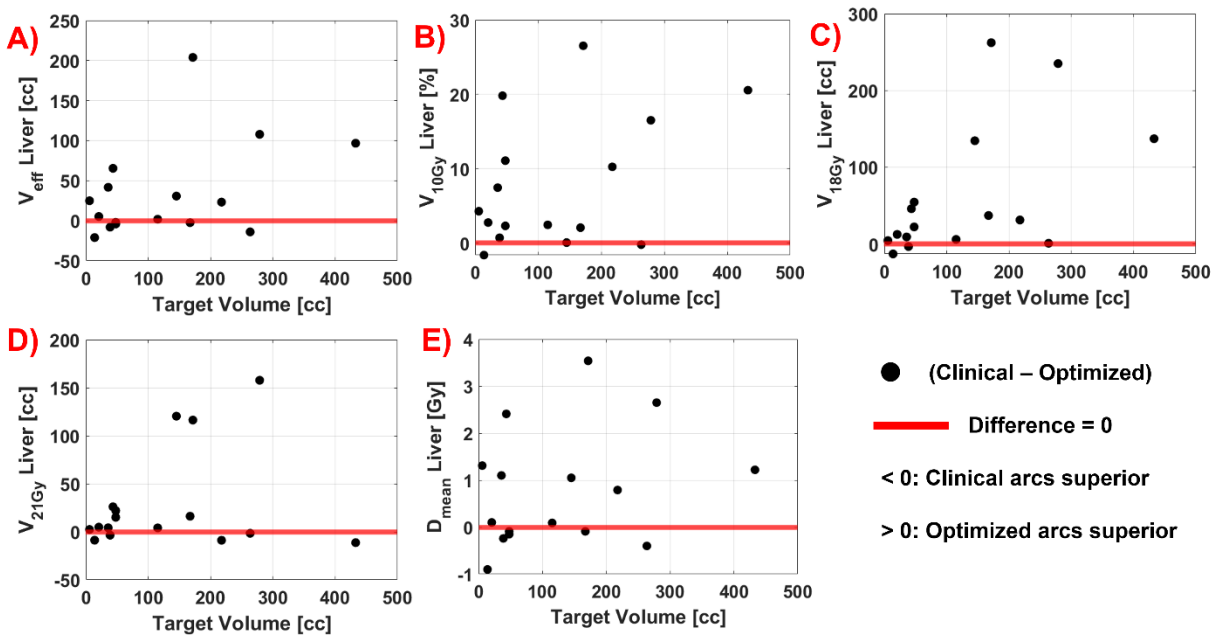 A)
250
200
150
100
50
0
-50
V_eff Liver [cc]
0 100 200 300 400 500
Target Volume [cc]
B)
30
20
10
0
V_10Gy Liver [%]
0 100 200 300 400 500
Target Volume [cc]
C)
300
200
100
0
V_18Gy Liver [cc]
0 100 200 300 400 500
Target Volume [cc]
D)
200
150
100
50
0
-50
V_21Gy Liver [cc]
0 100 200 300 400 500
Target Volume [cc]
E)
4
3
2
1
0
-1
D_mean Liver [Gy]
0 100 200 300 400 500
Target Volume [cc]
(Clinical – Optimized)
Difference = 0
< 0: Clinical arcs superior
> 0: Optimized arcs superior